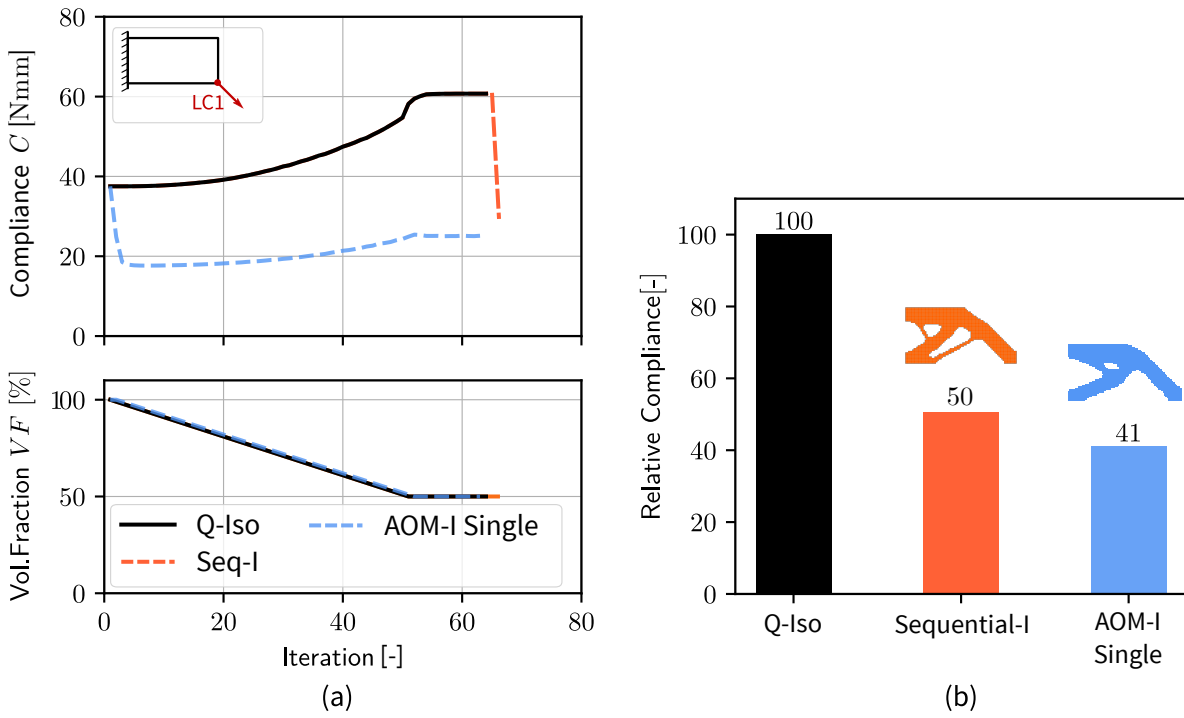 80
60
40
20
0
Compliance C [Nmm]
LC1
100
50
0
Vol.Fraction VF [%]
Q-Iso
Seq-I
AOM-I Single
0 20 40 60 80
Iteration [-]
(a)
100
80
60
40
20
0
Relative Compliance[-]
100
50
41
Q-Iso
Sequential-I
AOM-I
Single
(b)